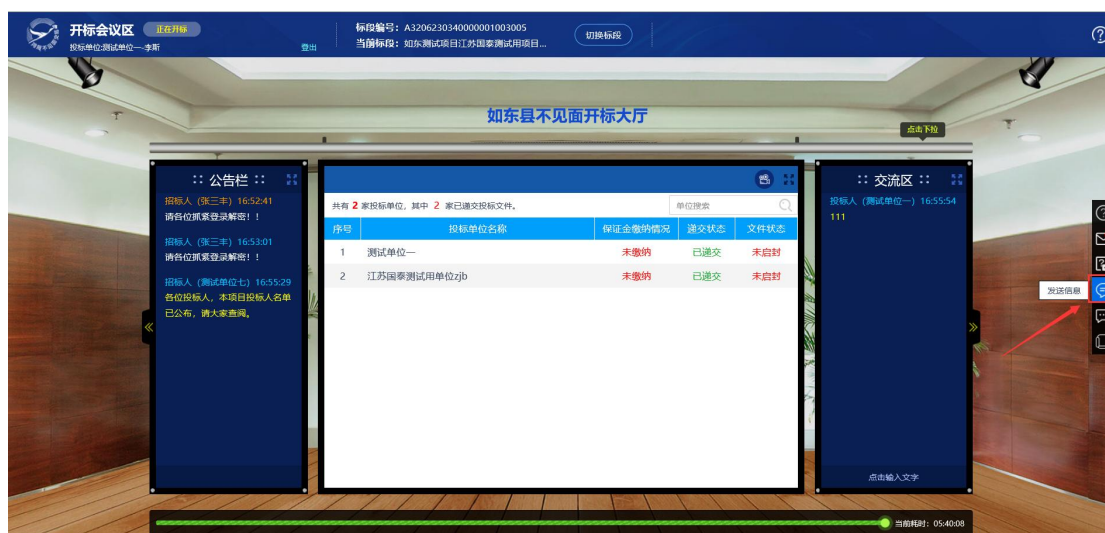 开标会议区 正在开标
投标单位:测试单位一-李斯 登出
标段编号: A3206230340000001003005
当前标段: 如东测试项目江苏国泰测试用项目...
切换标段
如东县不见面开标大厅
点击下拉
:: 公告栏 ::
招标人 (张三丰) 16:52:41
请各位抓紧登录解密! !
招标人 (张三丰) 16:53:01
请各位抓紧登录解密! !
招标人 (测试单位七) 16:55:29
各位投标人, 本项目投标人名单
已公布, 请大家查阅。
共有 2 家投标单位, 其中 2 家已递交投标文件。
单位搜索
序号 投标单位名称 保证金缴纳情况 递交状态 文件状态
1 测试单位一 未缴纳 已递交 未启封
2 江苏国泰测试用单位zjb 未缴纳 已递交 未启封
:: 交流区 ::
投标人 (测试单位一) 16:55:54
111
点击输入文字
发送信息
当前耗时: 05:40:08